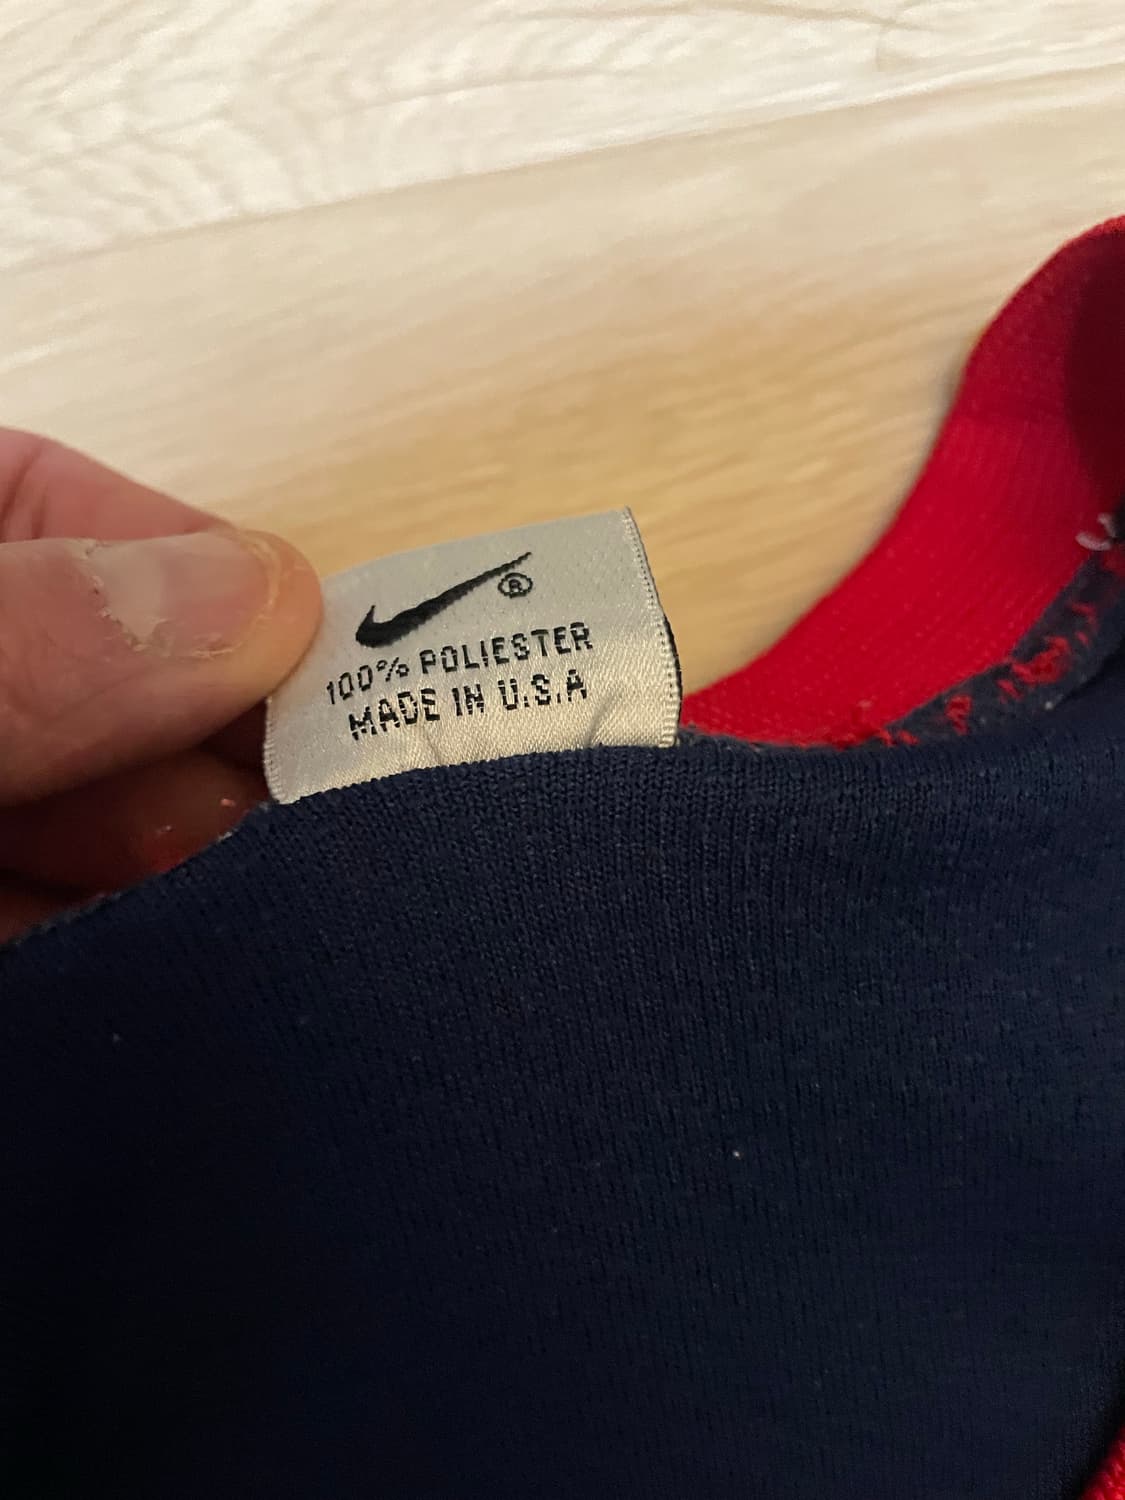 ®
100% POLIESTER
MADE IN U.S.A